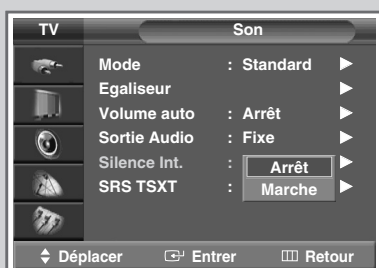 TV Son
Mode : Standard
Egaliseur
Volume auto : Arrêt
Sortie Audio : Fixe
Silence Int. : Arrêt
Marche
SRS TSXT :
Déplacer Entrer Retour